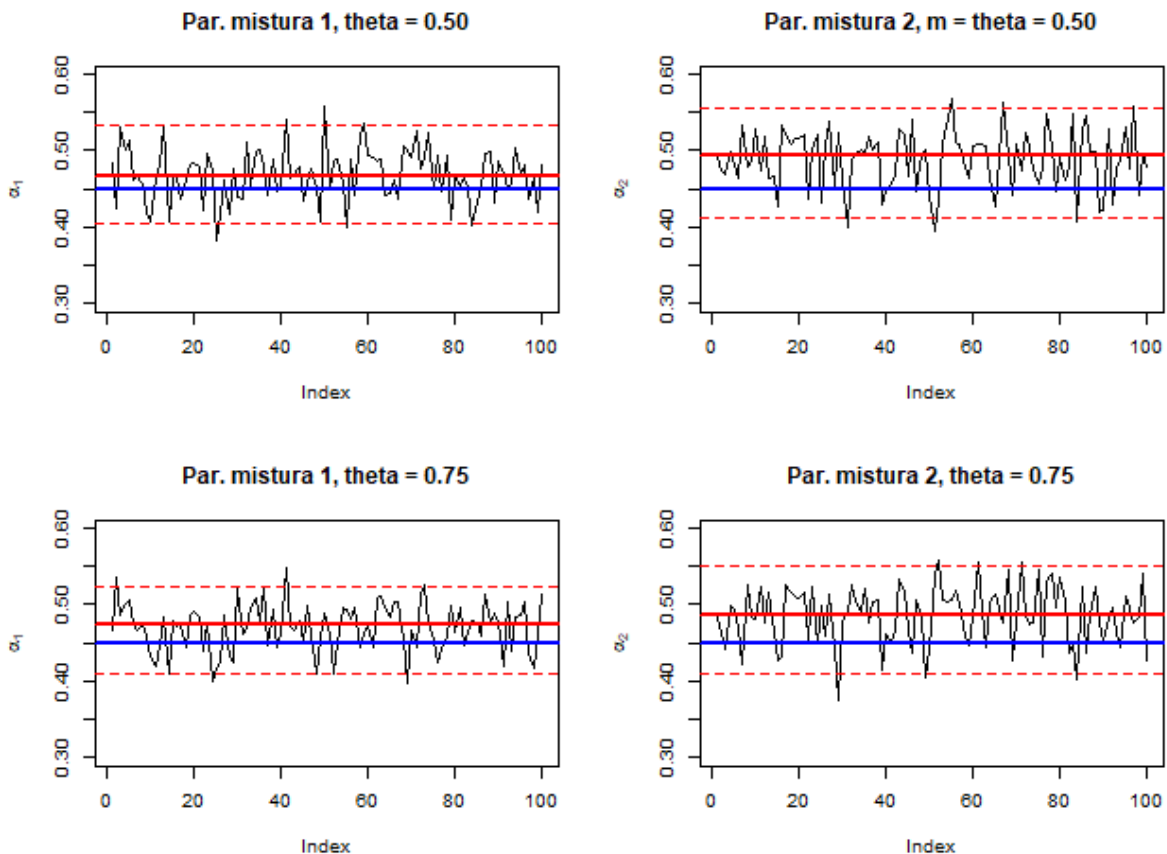 Par. mistura 1, theta = 0.50
α1
0.30 0.40 0.50 0.60
0 20 40 60 80 100
Index
Par. mistura 2, m = theta = 0.50
α2
0.30 0.40 0.50 0.60
0 20 40 60 80 100
Index
Par. mistura 1, theta = 0.75
α1
0.30 0.40 0.50 0.60
0 20 40 60 80 100
Index
Par. mistura 2, theta = 0.75
α2
0.30 0.40 0.50 0.60
0 20 40 60 80 100
Index